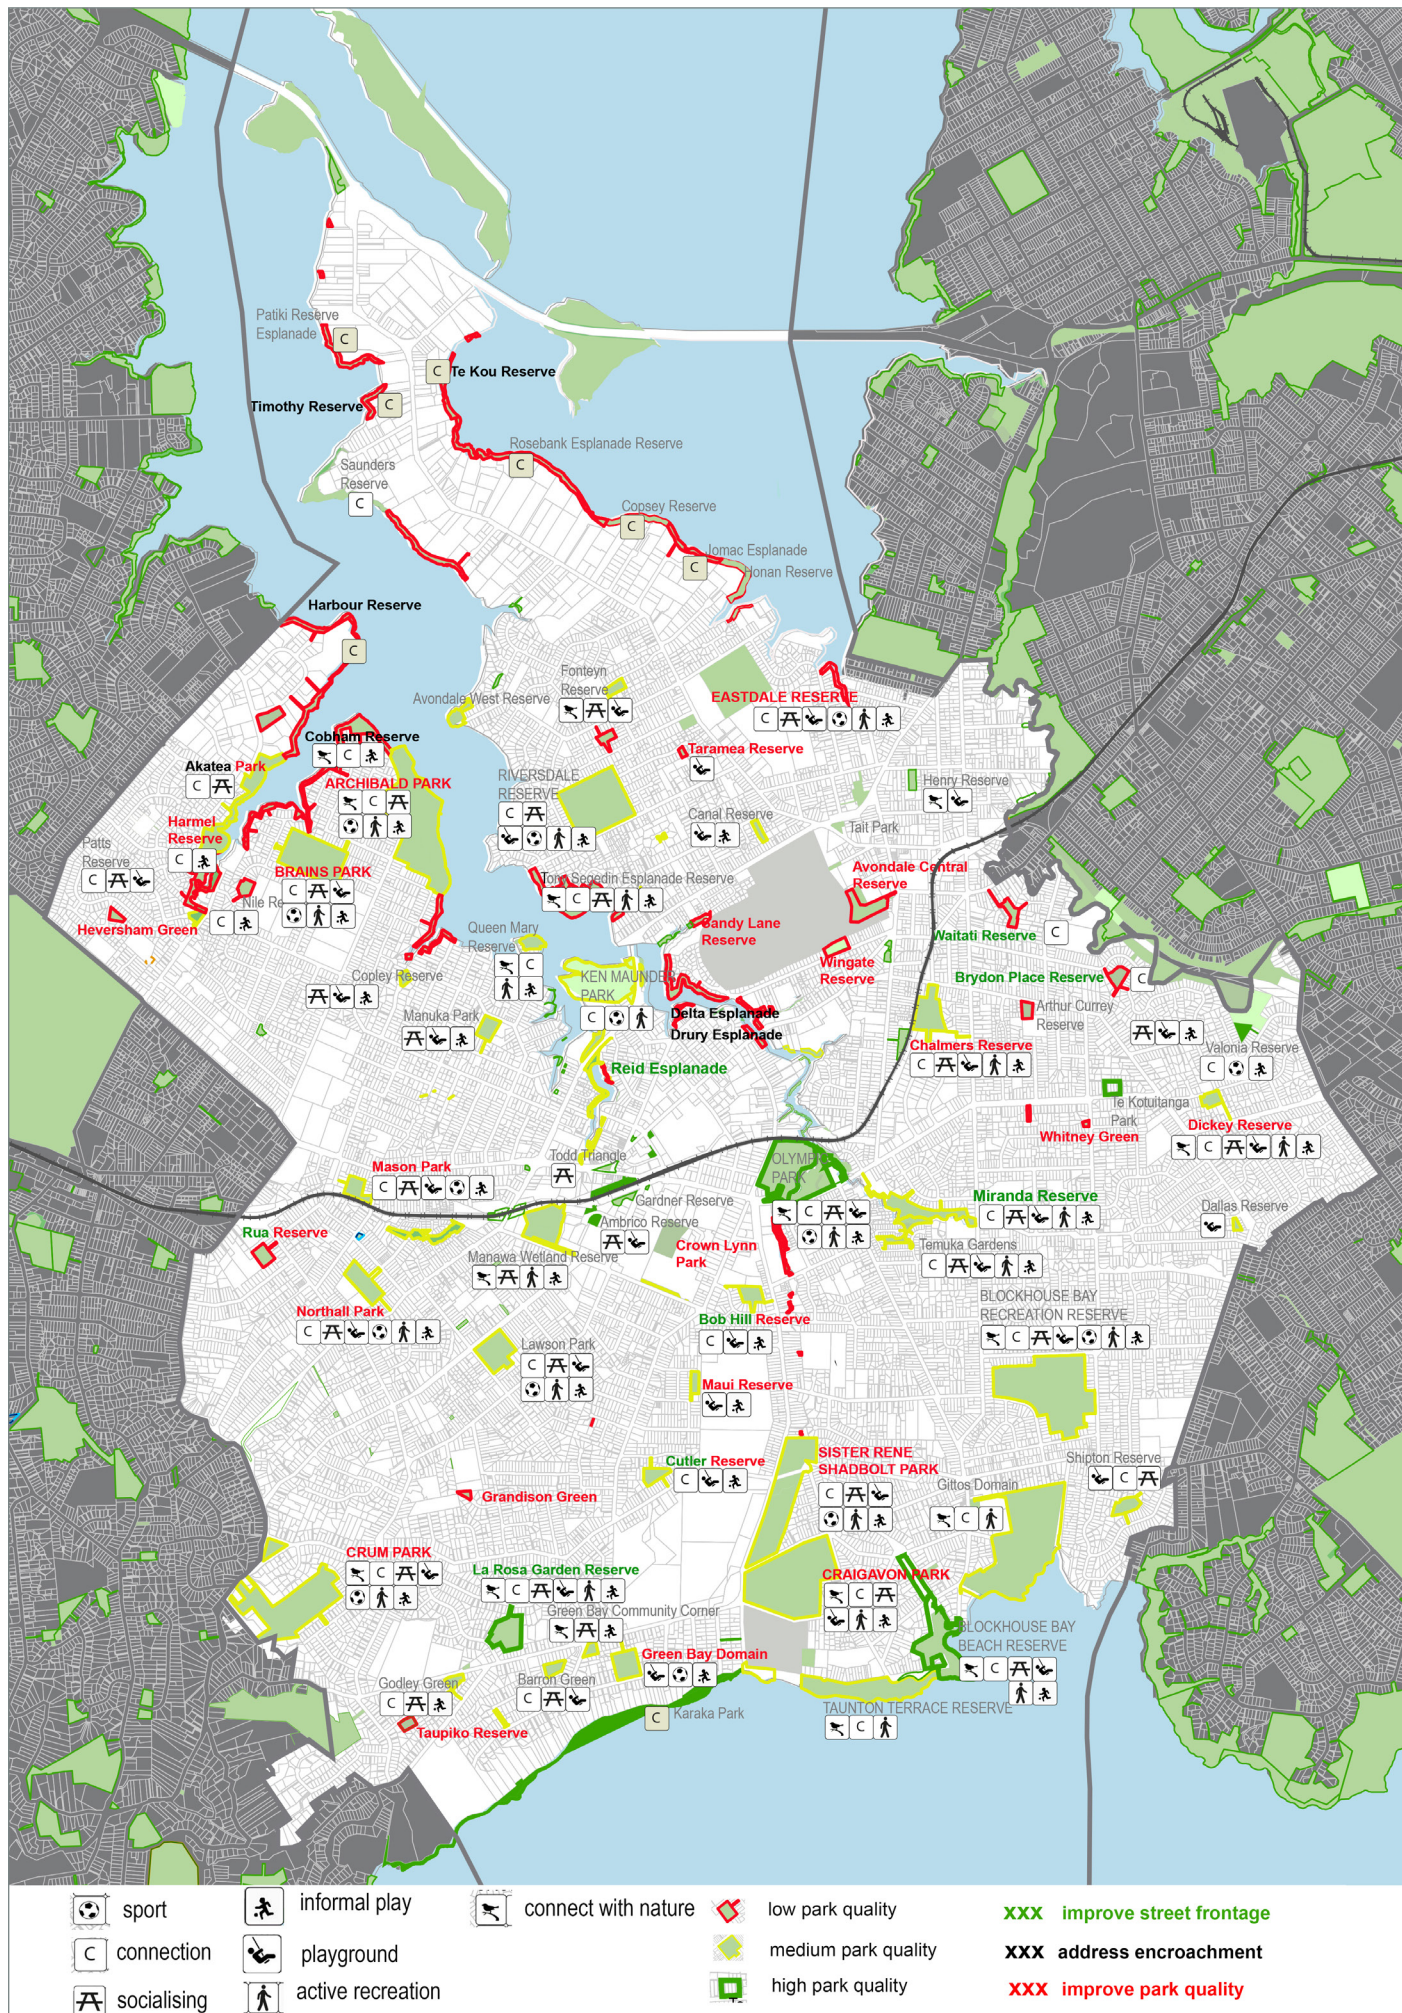 Patiki Reserve
Esplanade
C
C
Te Kou Reserve
Timothy Reserve
C
Rosebank Esplanade Reserve
C
Saunders
Reserve
C
Copsey Reserve
C
Jomac Esplanade
C
Honan Reserve
Harbour Reserve
C
Fonteyn
Reserve
Avondale West Reserve
EASTDALE RESERVE
C
Cobham Reserve
C
Taramea Reserve
Akatea Park
C
ARCHIBALD PARK
C
RIVERSDALE
RESERVE
C
Henry Reserve
Harmel
Reserve
C
Canal Reserve
Tait Park
Patts
Reserve
C
BRAINS PARK
C
Avondale Central
Reserve
Tony Segedin Esplanade Reserve
C
Nile Re
C
Heversham Green
Sandy Lane
Reserve
Queen Mary
Reserve
C
Waitati Reserve
C
Wingate
Reserve
Copley Reserve
KEN MAUNDE
PARK
C
Brydon Place Reserve
C
Arthur Currey
Reserve
Manuka Park
Delta Esplanade
Drury Esplanade
Chalmers Reserve
C
Valonia Reserve
C
Reid Esplanade
Te Kotuitanga
Park
Whitney Green
Dickey Reserve
C
Todd Triangle
Mason Park
C
OLYMPI
PARK
C
Gardner Reserve
Miranda Reserve
C
Dallas Reserve
Rua Reserve
Ambrico Reserve
Manawa Wetland Reserve
Crown Lynn
Park
Temuka Gardens
C
Northall Park
C
Bob Hill Reserve
C
BLOCKHOUSE BAY
RECREATION RESERVE
C
Lawson Park
C
Maui Reserve
Cutler Reserve
C
SISTER RENE
SHADBOLT PARK
C
Shipton Reserve
C
Gittos Domain
C
Grandison Green
CRUM PARK
C
La Rosa Garden Reserve
C
CRAIGAVON PARK
C
Green Bay Community Corner
BLOCKHOUSE BAY
BEACH RESERVE
C
Green Bay Domain
Godley Green
C
Barron Green
C
Taupiko Reserve
C
Karaka Park
TAUNTON TERRACE RESERVE
C
sport
informal play
connect with nature
low park quality
xxx improve street frontage
C connection
playground
medium park quality
xxx address encroachment
socialising
active recreation
high park quality
xxx improve park quality